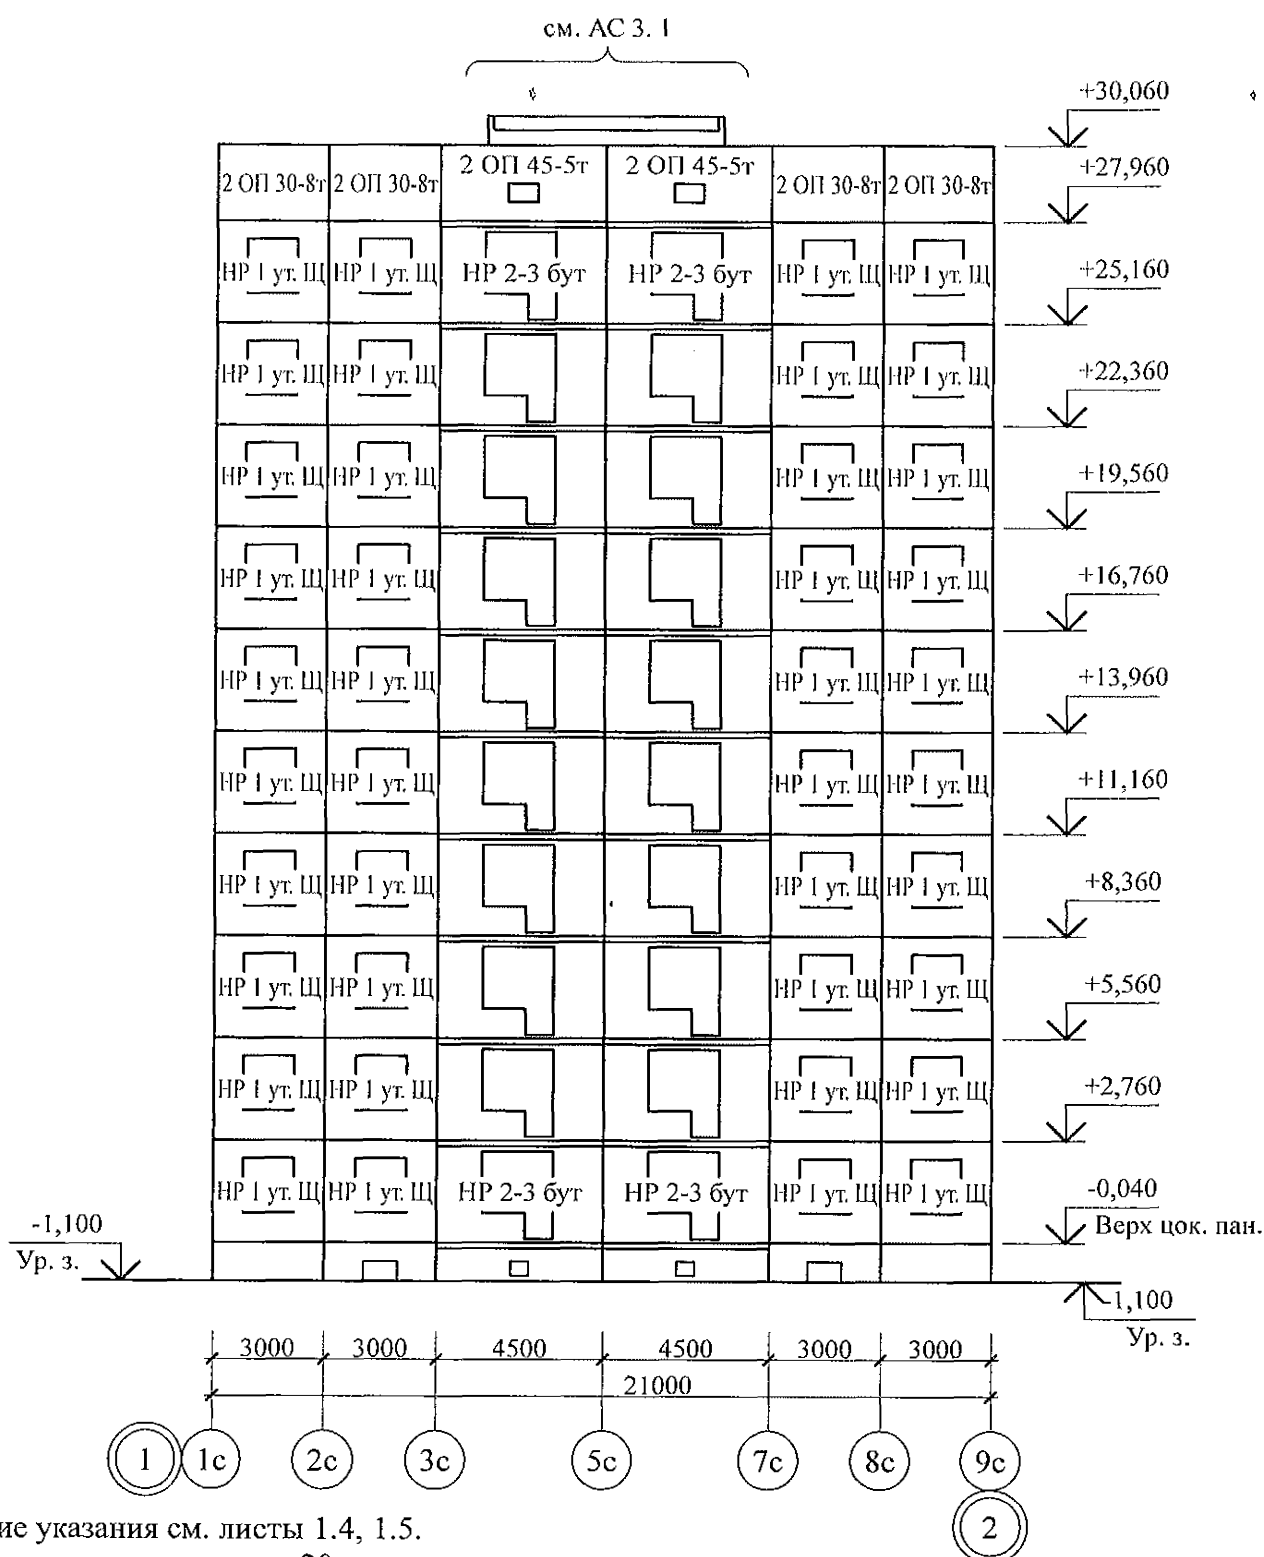 см. АС 3. 1
+30,060
2 ОП 30-8т 2 ОП 30-8т 2 ОП 45-5т 2 ОП 45-5т 2 ОП 30-8т 2 ОП 30-8т
+27,960
НР 1 ут. Щ НР 1 ут. Щ НР 2-3 бут НР 2-3 бут НР 1 ут. Щ НР 1 ут. Щ
+25,160
НР 1 ут. Щ НР 1 ут. Щ НР 1 ут. Щ НР 1 ут. Щ
+22,360
НР 1 ут. Щ НР 1 ут. Щ НР 1 ут. Щ НР 1 ут. Щ
+19,560
НР 1 ут. Щ НР 1 ут. Щ НР 1 ут. Щ НР 1 ут. Щ
+16,760
НР 1 ут. Щ НР 1 ут. Щ НР 1 ут. Щ НР 1 ут. Щ
+13,960
НР 1 ут. Щ НР 1 ут. Щ НР 1 ут. Щ НР 1 ут. Щ
+11,160
НР 1 ут. Щ НР 1 ут. Щ НР 1 ут. Щ НР 1 ут. Щ
+8,360
НР 1 ут. Щ НР 1 ут. Щ НР 1 ут. Щ НР 1 ут. Щ
+5,560
НР 1 ут. Щ НР 1 ут. Щ НР 1 ут. Щ НР 1 ут. Щ
+2,760
НР 1 ут. Щ НР 1 ут. Щ НР 2-3 бут НР 2-3 бут НР 1 ут. Щ НР 1 ут. Щ
-0,040
Верх цок. пан.
-1,100
Ур. з.
-1,100
Ур. з.
3000 3000 4500 4500 3000 3000
21000
1 1с 2с 3с 5с 7с 8с 9с
2
ие указания см. листы 1.4, 1.5.